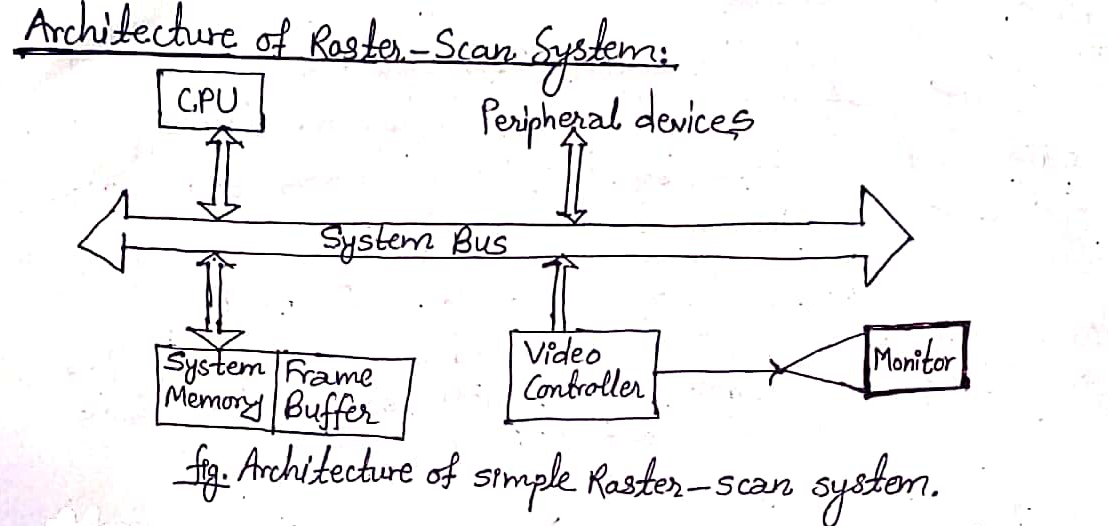 Architecture of Raster-Scan System:
CPU
Peripheral devices
System Bus
System Memory
Frame Buffer
Video Controller
Monitor
fig. Architecture of simple Raster-scan system.